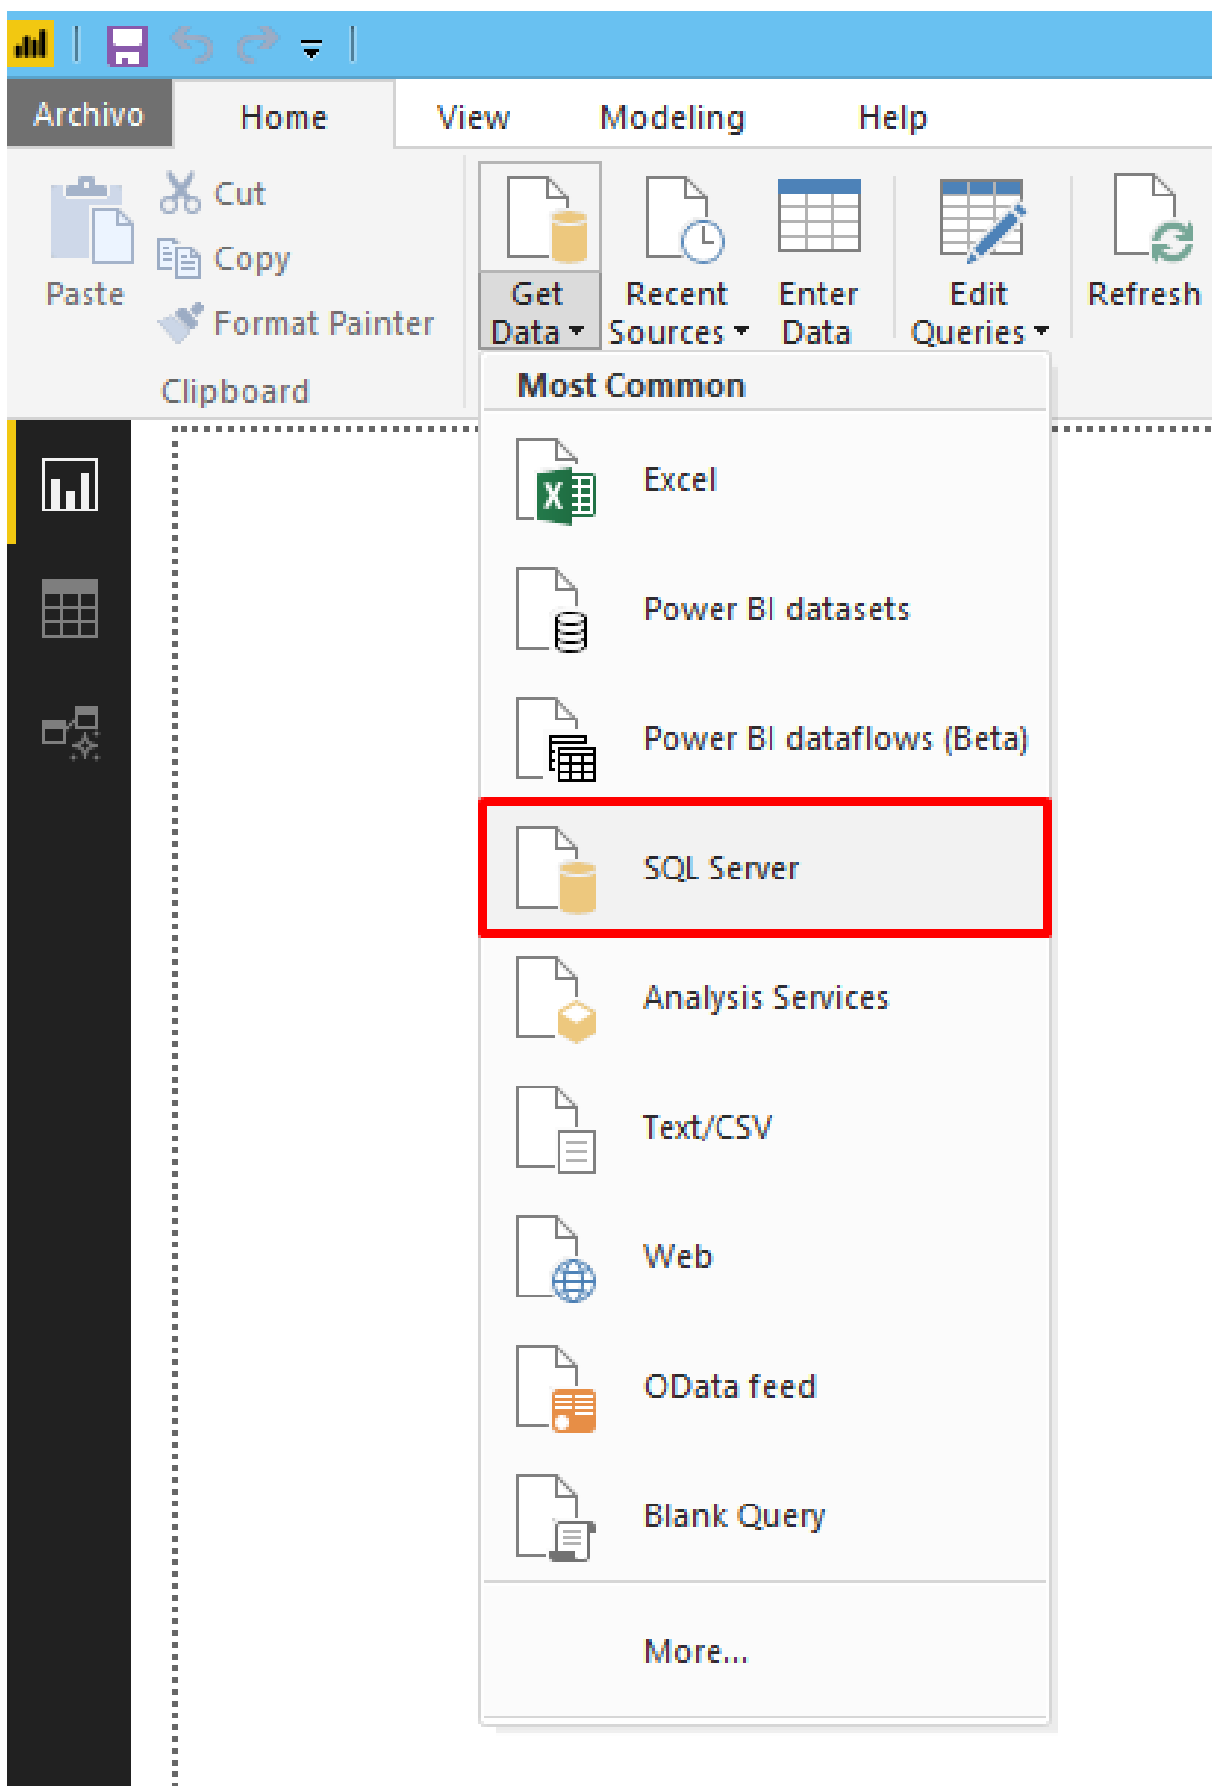 Archivo
Home
View
Modeling
Help
Paste
Cut
Copy
Format Painter
Clipboard
Get
Data
Recent
Sources
Enter
Data
Edit
Queries
Refresh
Most Common
Excel
Power BI datasets
Power BI dataflows (Beta)
SQL Server
Analysis Services
Text/CSV
Web
OData feed
Blank Query
More...